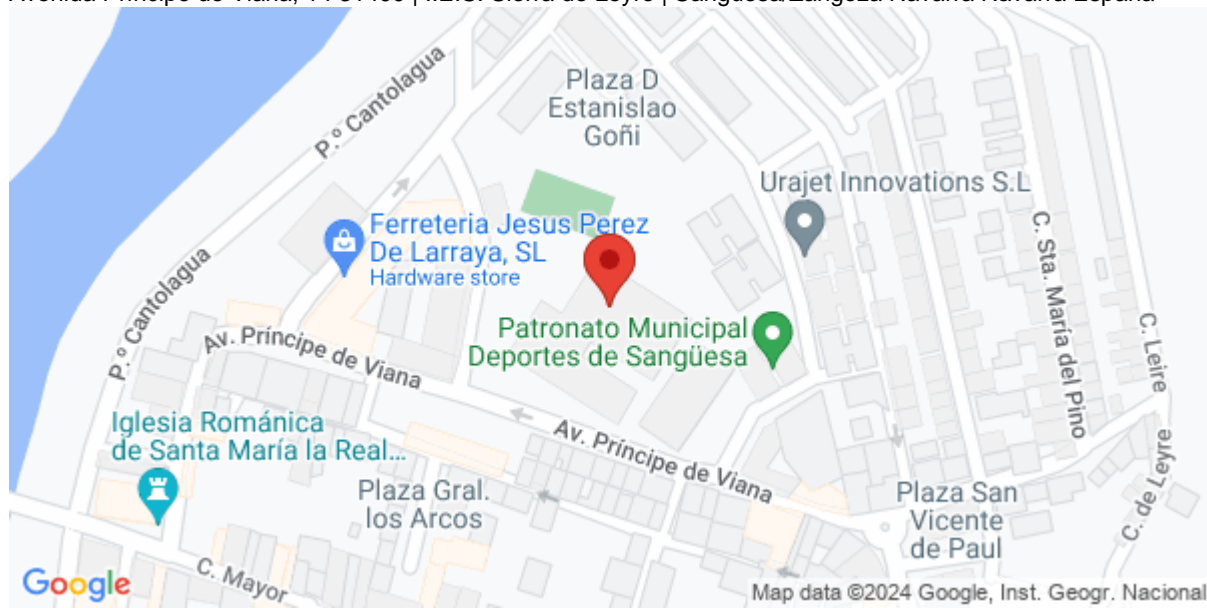 Plaza D
Estanislao
Goñi
P.º Cantolagua
Urajet Innovations S.L
Ferreteria Jesus Perez
De Larraya, SL
Hardware store
C. Sta. María del Pino
P.º Cantolagua
Patronato Municipal
Deportes de Sangüesa
C. Leire
Av. Príncipe de Viana
Iglesia Románica
de Santa María la Real...
Av. Príncipe de Viana
Plaza Gral.
los Arcos
Plaza San
Vicente
de Paul
C. de Leyre
C. Mayor
Google
Map data ©2024 Google, Inst. Geogr. Nacional